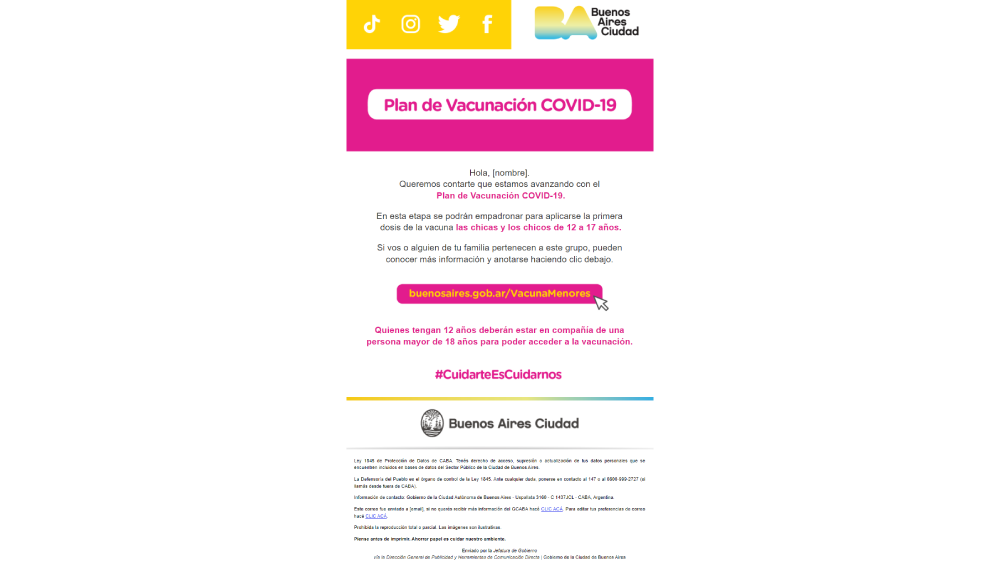 Buenos
Aires
Ciudad
Plan de Vacunación COVID-19
Hola, [nombre].
Queremos contarte que estamos avanzando con el
Plan de Vacunación COVID-19.
En esta etapa se podrán empadronar para aplicarse la primera
dosis de la vacuna las chicas y los chicos de 12 a 17 años.
Si vos o alguien de tu familia pertenecen a este grupo, pueden
conocer más información y anotarse haciendo clic debajo.
buenosaires.gob.ar/VacunaMenores
Quienes tengan 12 años deberán estar en compañía de una
persona mayor de 18 años para poder acceder a la vacunación.
#CuidarteEsCuidarnos
Buenos Aires Ciudad
Ley 1845 de Protección de Datos de CABA. Tenés derecho de acceso, supresión o actualización de tus datos personales que se
encuentren incluidos en bases de datos del Sector Público de la Ciudad de Buenos Aires.
La Defensoría del Pueblo es el órgano de control de la Ley 1845. Ante cualquier duda, ponerse en contacto al 147 o al 0800-999-2727 (si
llamás desde fuera de CABA).
Información de contacto: Gobierno de la Ciudad Autónoma de Buenos Aires - Uspallata 3160 - C 1437JCL - CABA, Argentina.
Este correo fue enviado a [email], si no querés recibir más información del GCABA hacé CLIC ACÁ. Para editar tus preferencias de correo
hacé CLIC ACÁ.
Prohibida la reproducción total o parcial. Las imágenes son ilustrativas.
Piense antes de imprimir. Ahorrar papel es cuidar nuestro ambiente.
Enviado por la Jefatura de Gobierno
vía la Dirección General de Publicidad y Herramientas de Comunicación Directa | Gobierno de la Ciudad de Buenos Aires